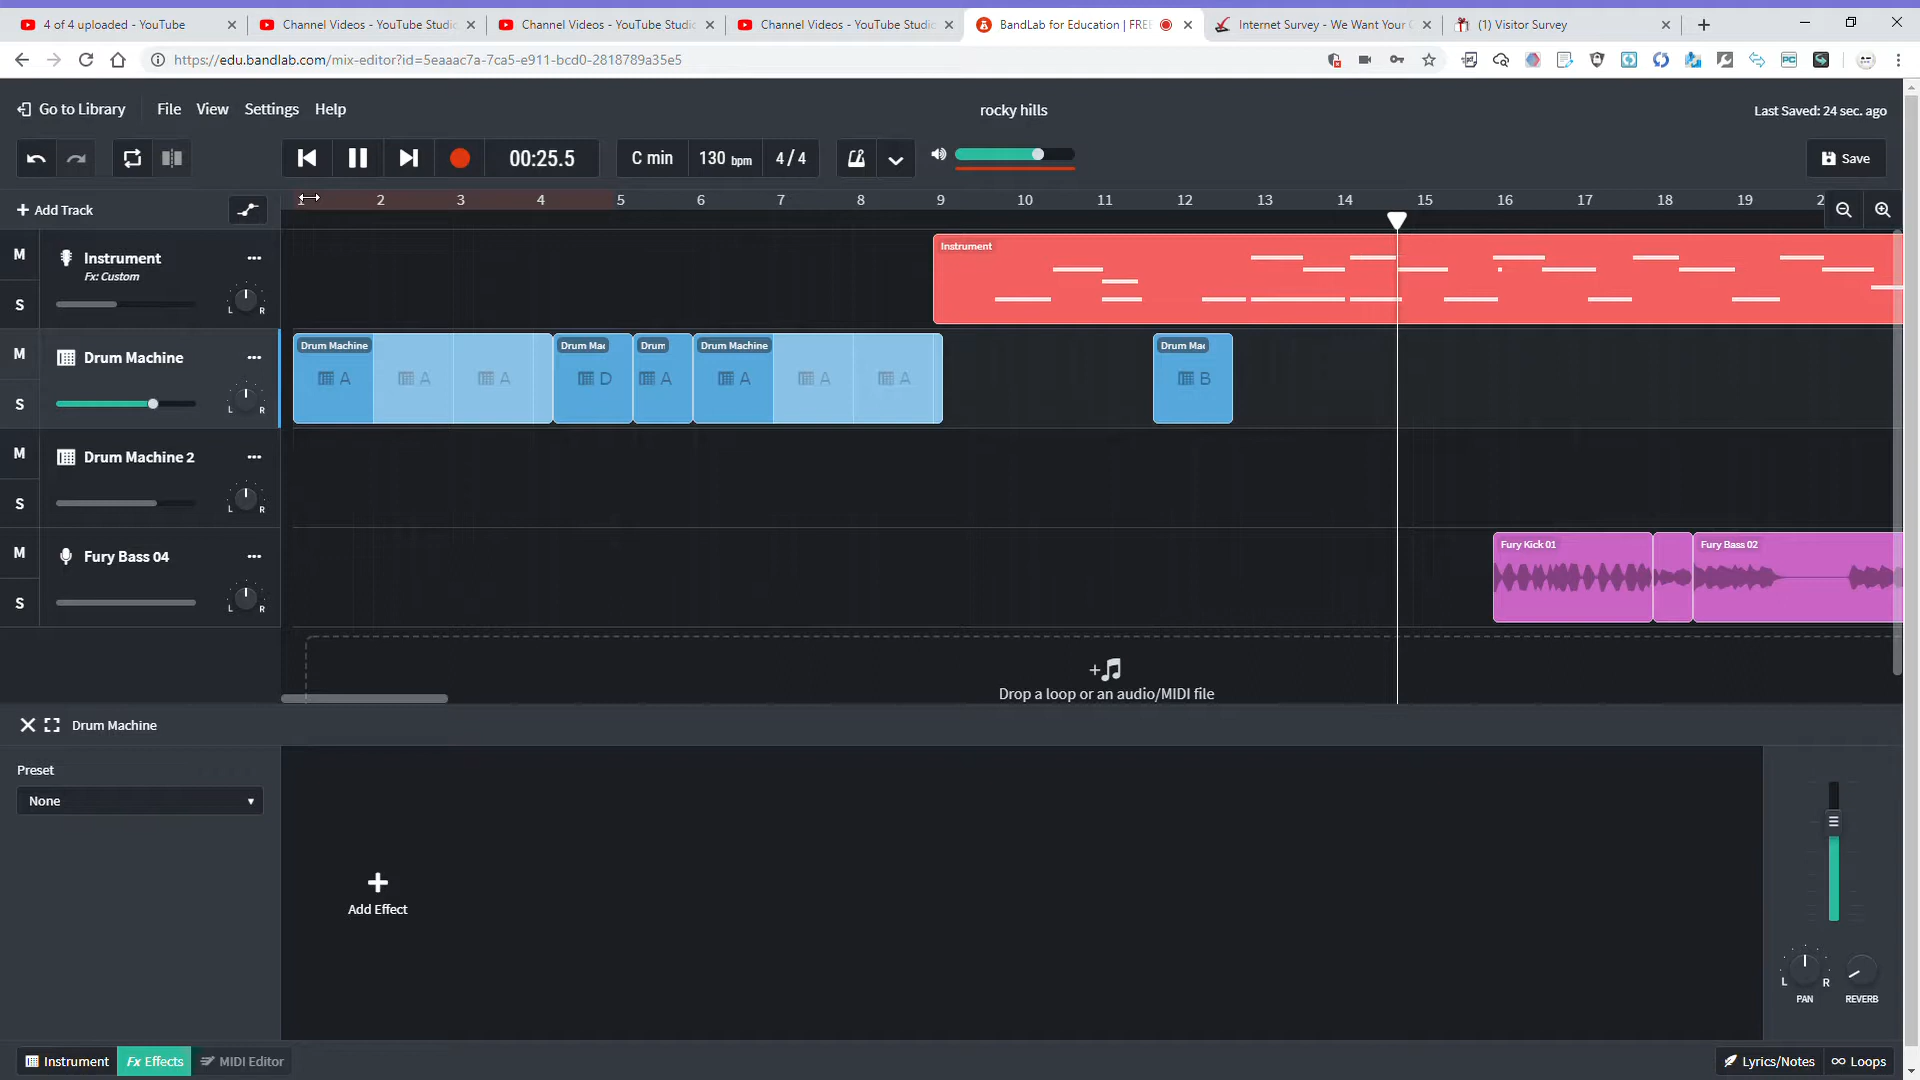 4 of 4 uploaded - YouTube
Channel Videos - YouTube Studio
Channel Videos - YouTube Studio
Channel Videos - YouTube Studio
BandLab for Education | FREE
Internet Survey - We Want Your
(1) Visitor Survey
https://edu.bandlab.com/mix-editor?id=5eaaac7a-7ca5-e911-bcd0-2818789a35e5
Go to Library
File
View
Settings
Help
rocky hills
Last Saved: 24 sec. ago
00:25.5
C min
130 bpm
4 / 4
Save
Add Track
1 2 3 4 5 6 7 8 9 10 11 12 13 14 15 16 17 18 19 2
M
Instrument
Fx: Custom
S
L R
Instrument
M
Drum Machine
S
L R
Drum Machine
A
A
A
Drum Mac
D
Drum
A
Drum Machine
A
A
A
Drum Mac
B
M
Drum Machine 2
S
L R
M
Fury Bass 04
S
L R
Fury Kick 01
Fury Bass 02
Drop a loop or an audio/MIDI file
Drum Machine
Preset
None
Add Effect
L R
PAN
REVERB
Instrument
Fx Effects
MIDI Editor
Lyrics/Notes
Loops